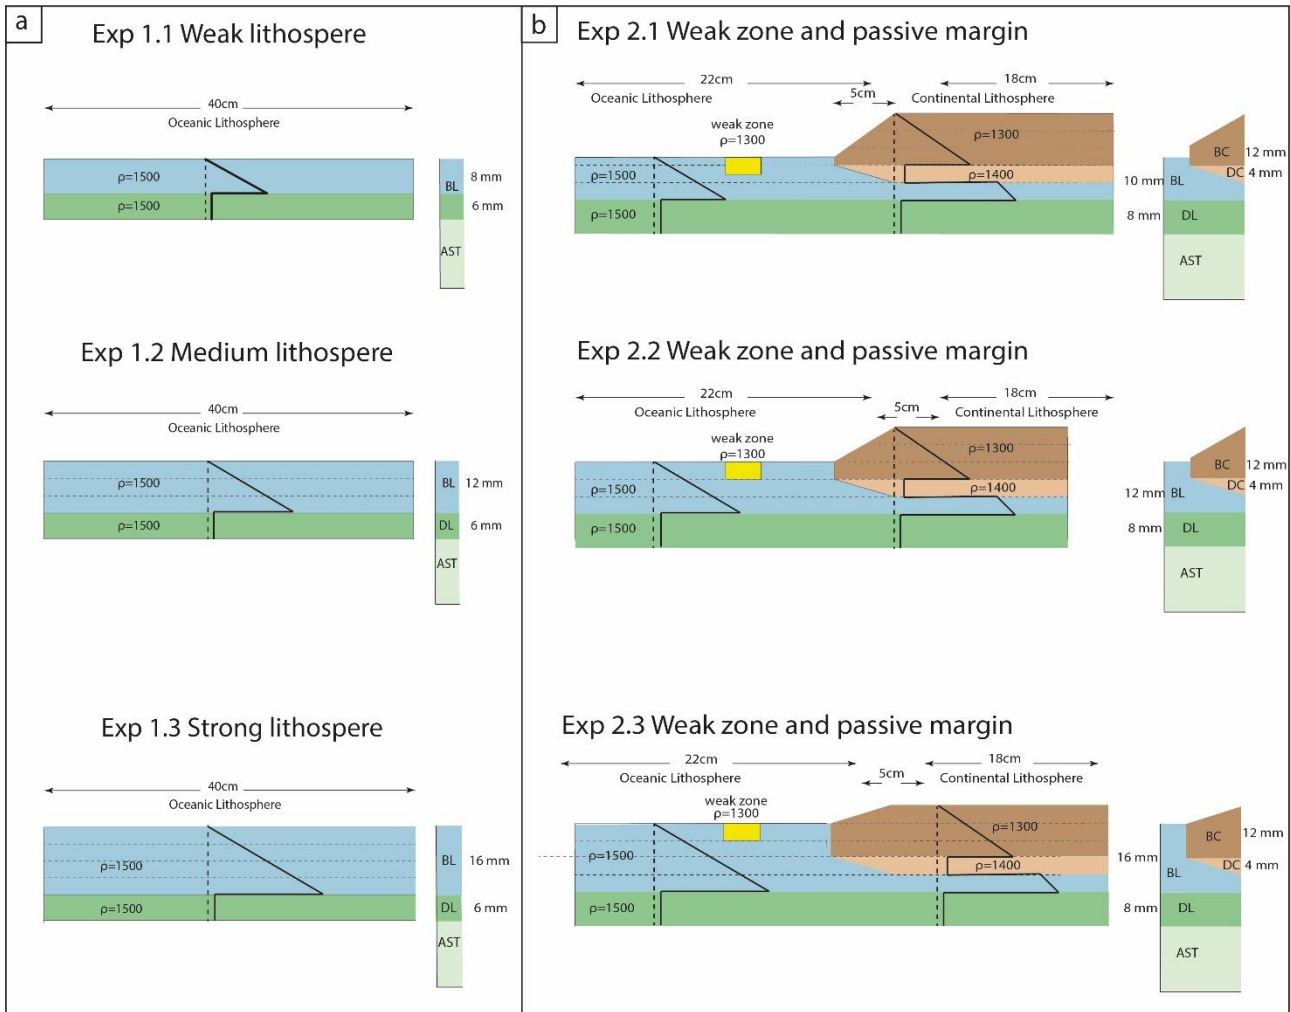 a
Exp 1.1 Weak lithospere
40cm
Oceanic Lithosphere
ρ=1500
ρ=1500
BL
8 mm
DL
6 mm
AST
Exp 1.2 Medium lithospere
40cm
Oceanic Lithosphere
ρ=1500
ρ=1500
BL
12 mm
DL
6 mm
AST
Exp 1.3 Strong lithospere
40cm
Oceanic Lithosphere
ρ=1500
ρ=1500
BL
16 mm
DL
6 mm
AST
b
Exp 2.1 Weak zone and passive margin
22cm
18cm
Oceanic Lithosphere
5cm
Continental Lithosphere
weak zone
ρ=1300
ρ=1300
ρ=1500
ρ=1400
ρ=1500
BC
12 mm
DC
4 mm
10 mm
BL
8 mm
DL
AST
Exp 2.2 Weak zone and passive margin
22cm
18cm
Oceanic Lithosphere
5cm
Continental Lithosphere
weak zone
ρ=1300
ρ=1300
ρ=1500
ρ=1400
ρ=1500
BC
12 mm
DC
4 mm
12 mm
BL
8 mm
DL
AST
Exp 2.3 Weak zone and passive margin
22cm
18cm
Oceanic Lithosphere
5cm
Continental Lithosphere
weak zone
ρ=1300
ρ=1300
ρ=1500
ρ=1400
ρ=1500
BC
12 mm
DC
4 mm
16 mm
BL
8 mm
DL
AST